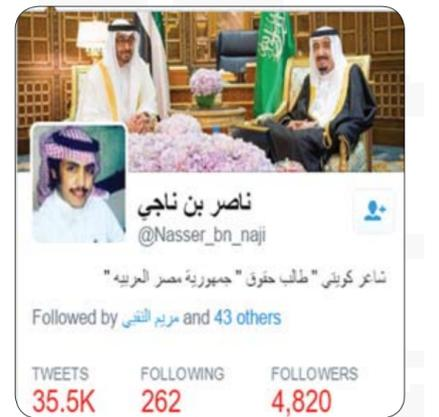 ناصر بن ناجي
@Nasser_bn_naji
شاعر كويتي " طالب حقوق " جمهورية مصر العربيه "
Followed by مريم النقبي and 43 others
TWEETS FOLLOWING FOLLOWERS
35.5K 262 4,820